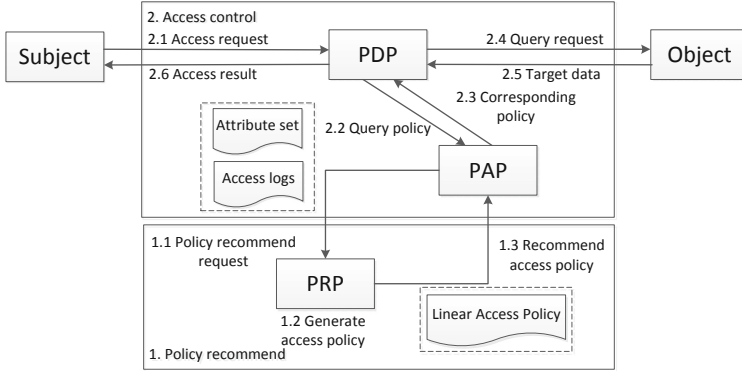 2. Access control
2.1 Access request
2.4 Query request
Subject
PDP
Object
2.6 Access result
2.5 Target data
2.3 Corresponding
policy
Attribute set
2.2 Query policy
Access logs
PAP
1.1 Policy recommend
request
1.3 Recommend
access policy
PRP
Linear Access Policy
1.2 Generate
access policy
1. Policy recommend